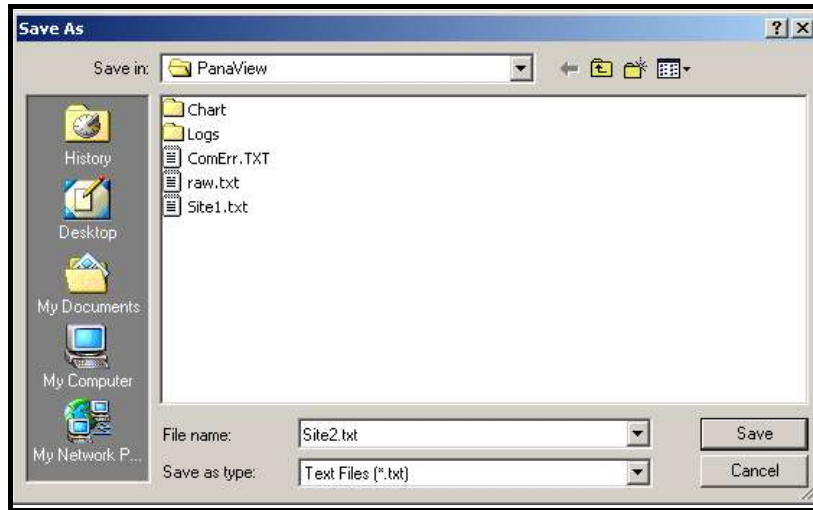 Save As
Save in: PanaView
Chart
Logs
ComErr.TXT
raw.txt
Site1.txt
History
Desktop
My Documents
My Computer
My Network P...
File name: Site2.txt Save
Save as type: Text Files (*.txt) Cancel